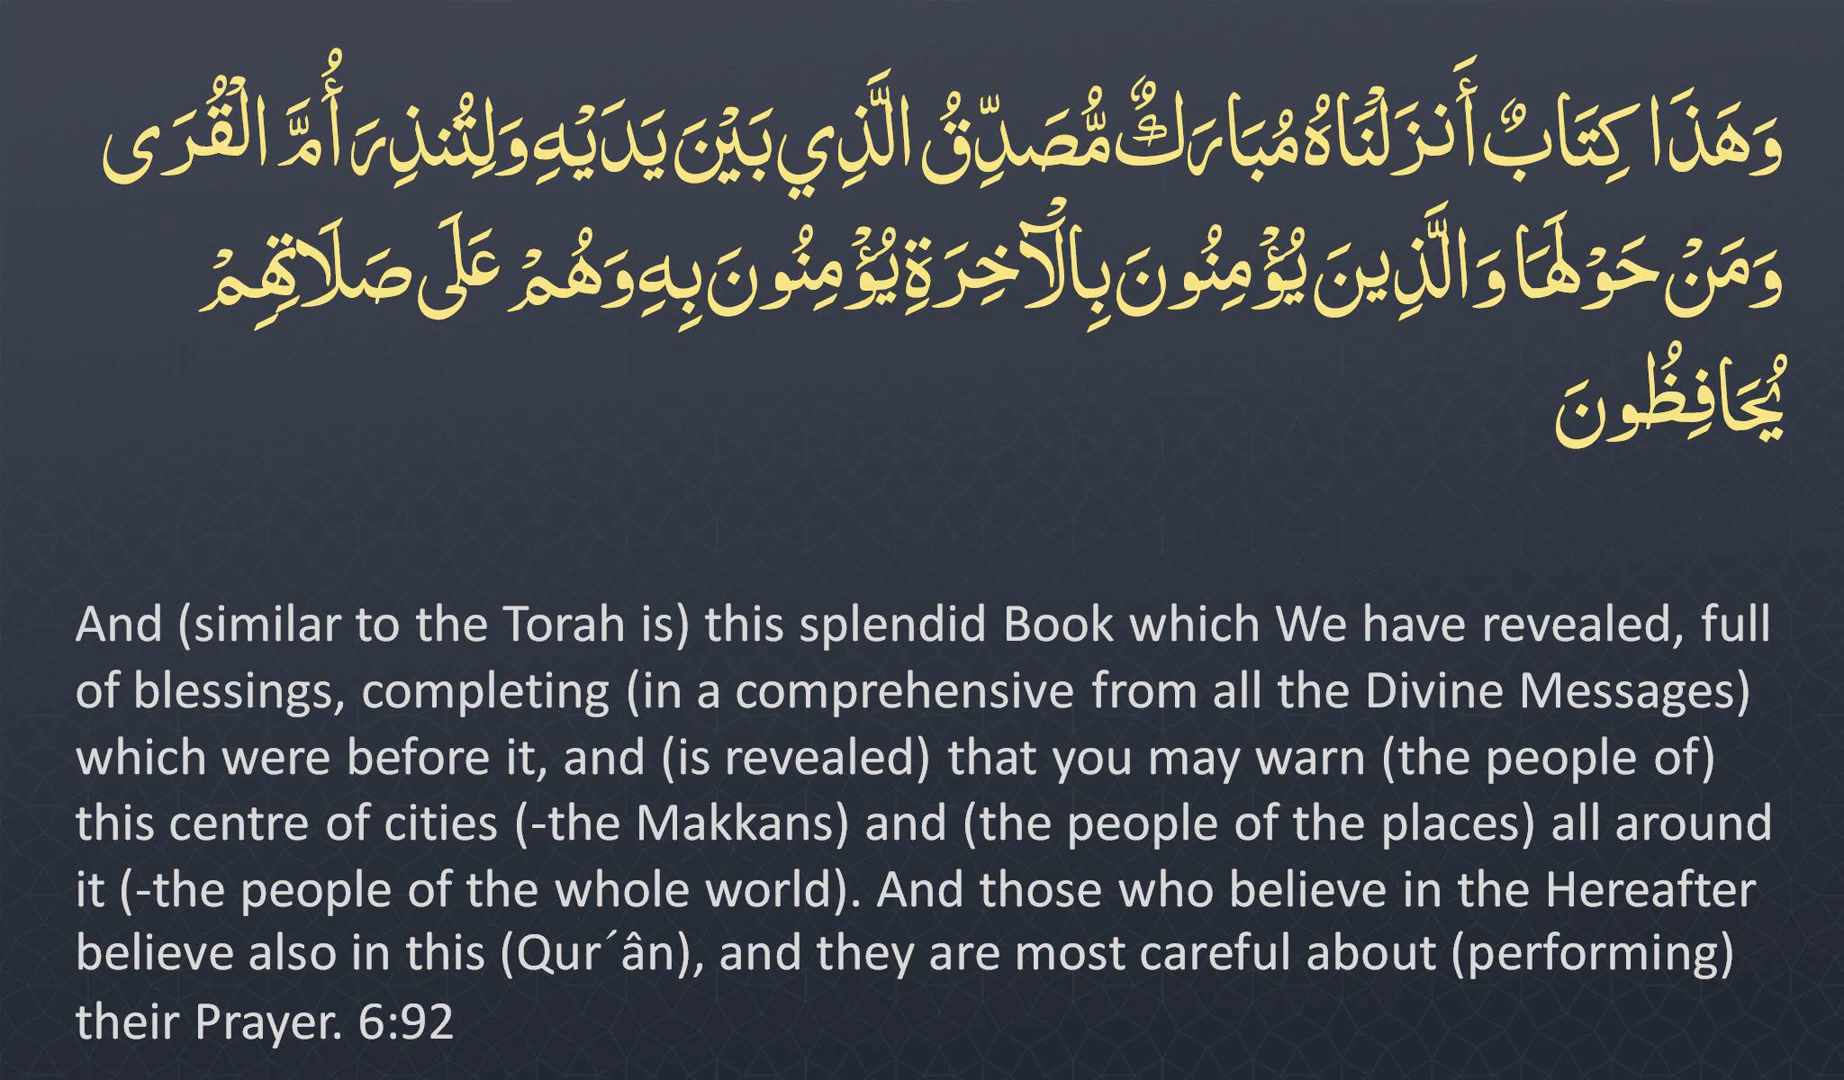 وَهَذَا كِتَابٌ أَنزَلْنَاهُ مُبَارَكٌ مُّصَدِّقُ الَّذِي بَيْنَ يَدَيْهِ وَلِتُنذِرَ أُمَّ الْقُرَى
وَمَنْ حَوْلَهَا وَالَّذِينَ يُؤْمِنُونَ بِالْآخِرَةِ يُؤْمِنُونَ بِهِ وَهُمْ عَلَى صَلَاتِهِمْ
يُحَافِظُونَ
And (similar to the Torah is) this splendid Book which We have revealed, full
of blessings, completing (in a comprehensive from all the Divine Messages)
which were before it, and (is revealed) that you may warn (the people of)
this centre of cities (-the Makkans) and (the people of the places) all around
it (-the people of the whole world). And those who believe in the Hereafter
believe also in this (Qur´ân), and they are most careful about (performing)
their Prayer. 6:92